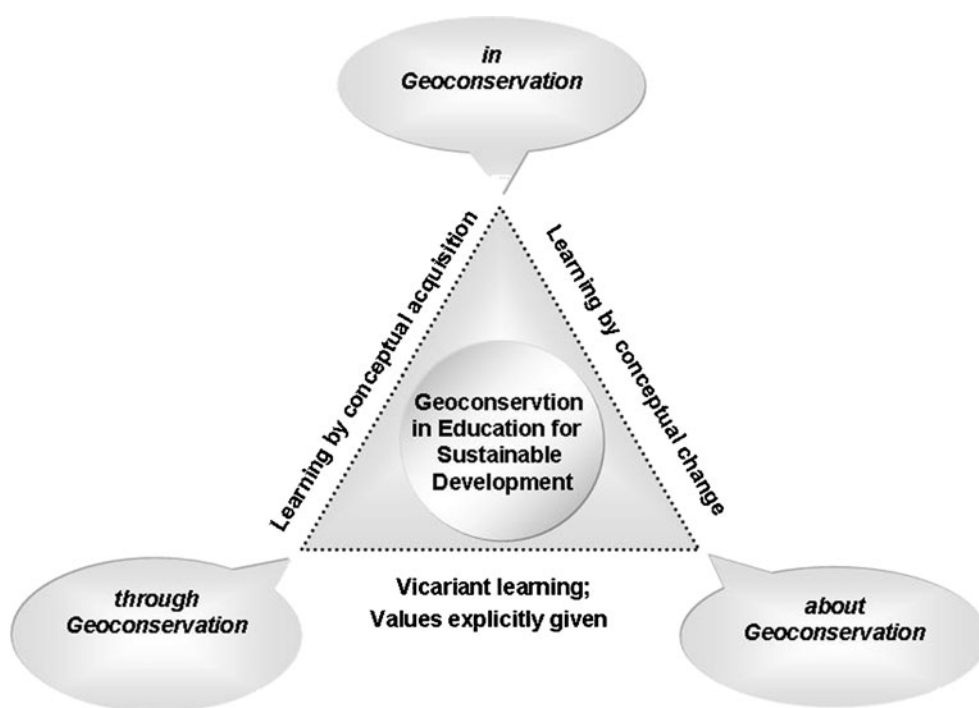 in
Geoconservation
Learning by conceptual acquisition
Learning by conceptual change
Geoconservtion
in Education for
Sustainable
Development
through
Geoconservation
Vicariant learning;
Values explicitly given
about
Geoconservation